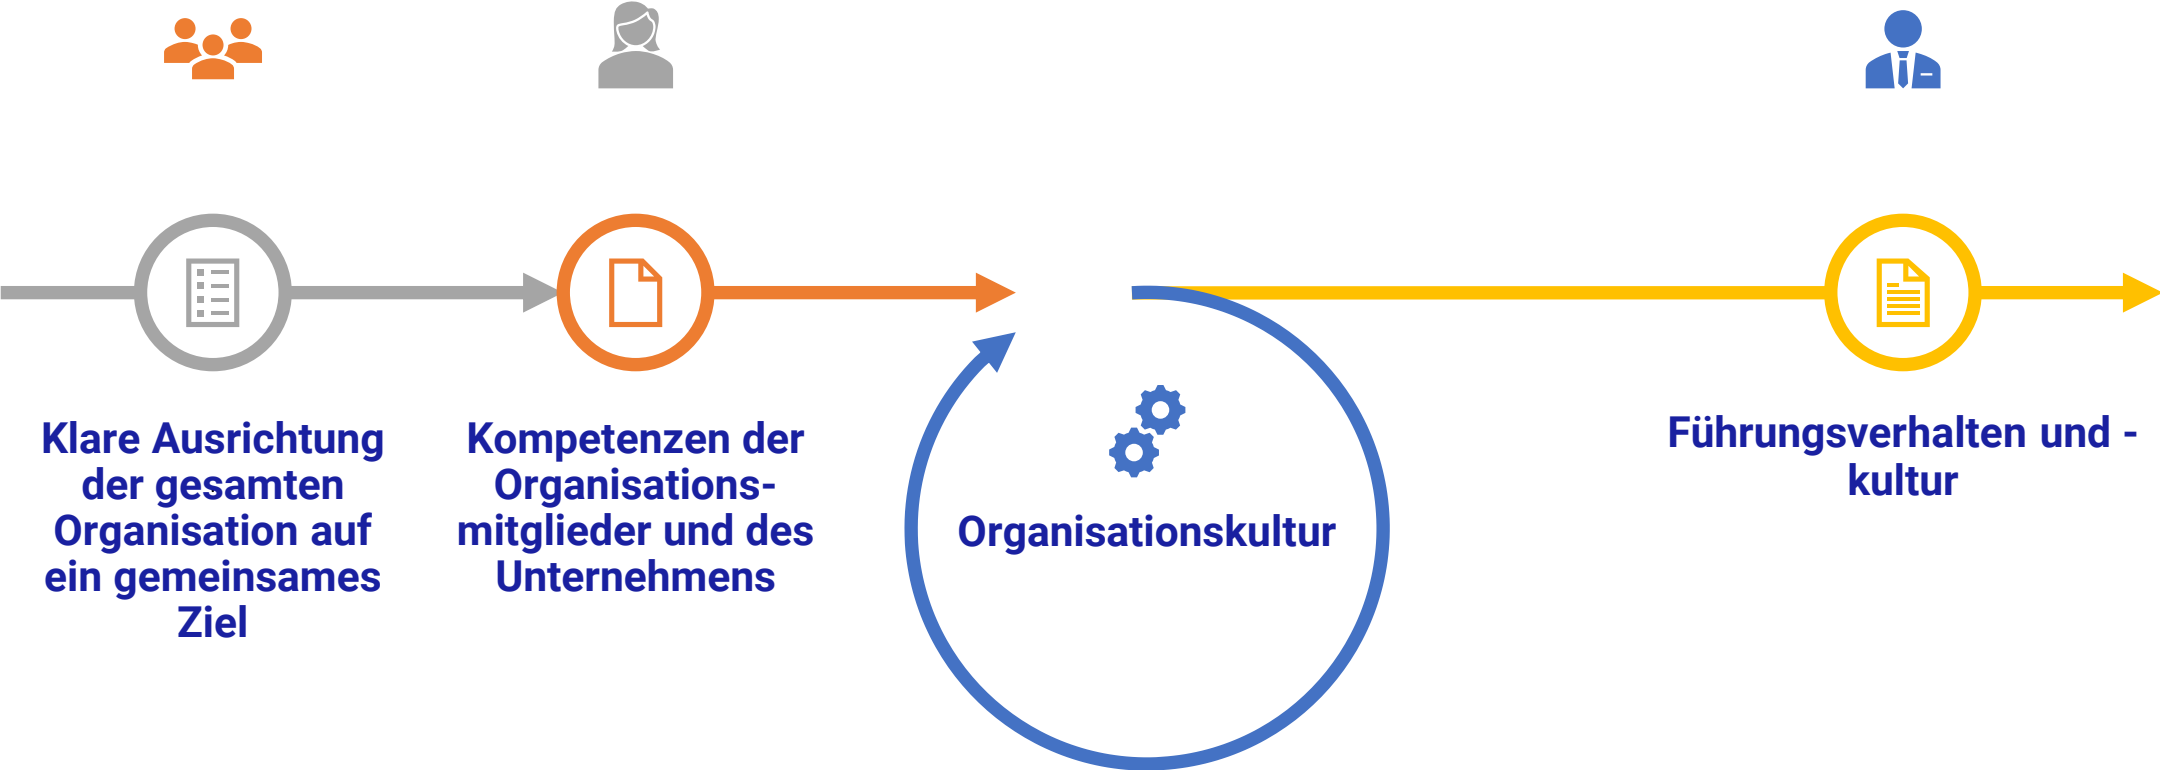 Klare Ausrichtung
der gesamten
Organisation auf
ein gemeinsames
Ziel
Kompetenzen der
Organisations-
mitglieder und des
Unternehmens
Organisationskultur
Führungsverhalten und -
kultur